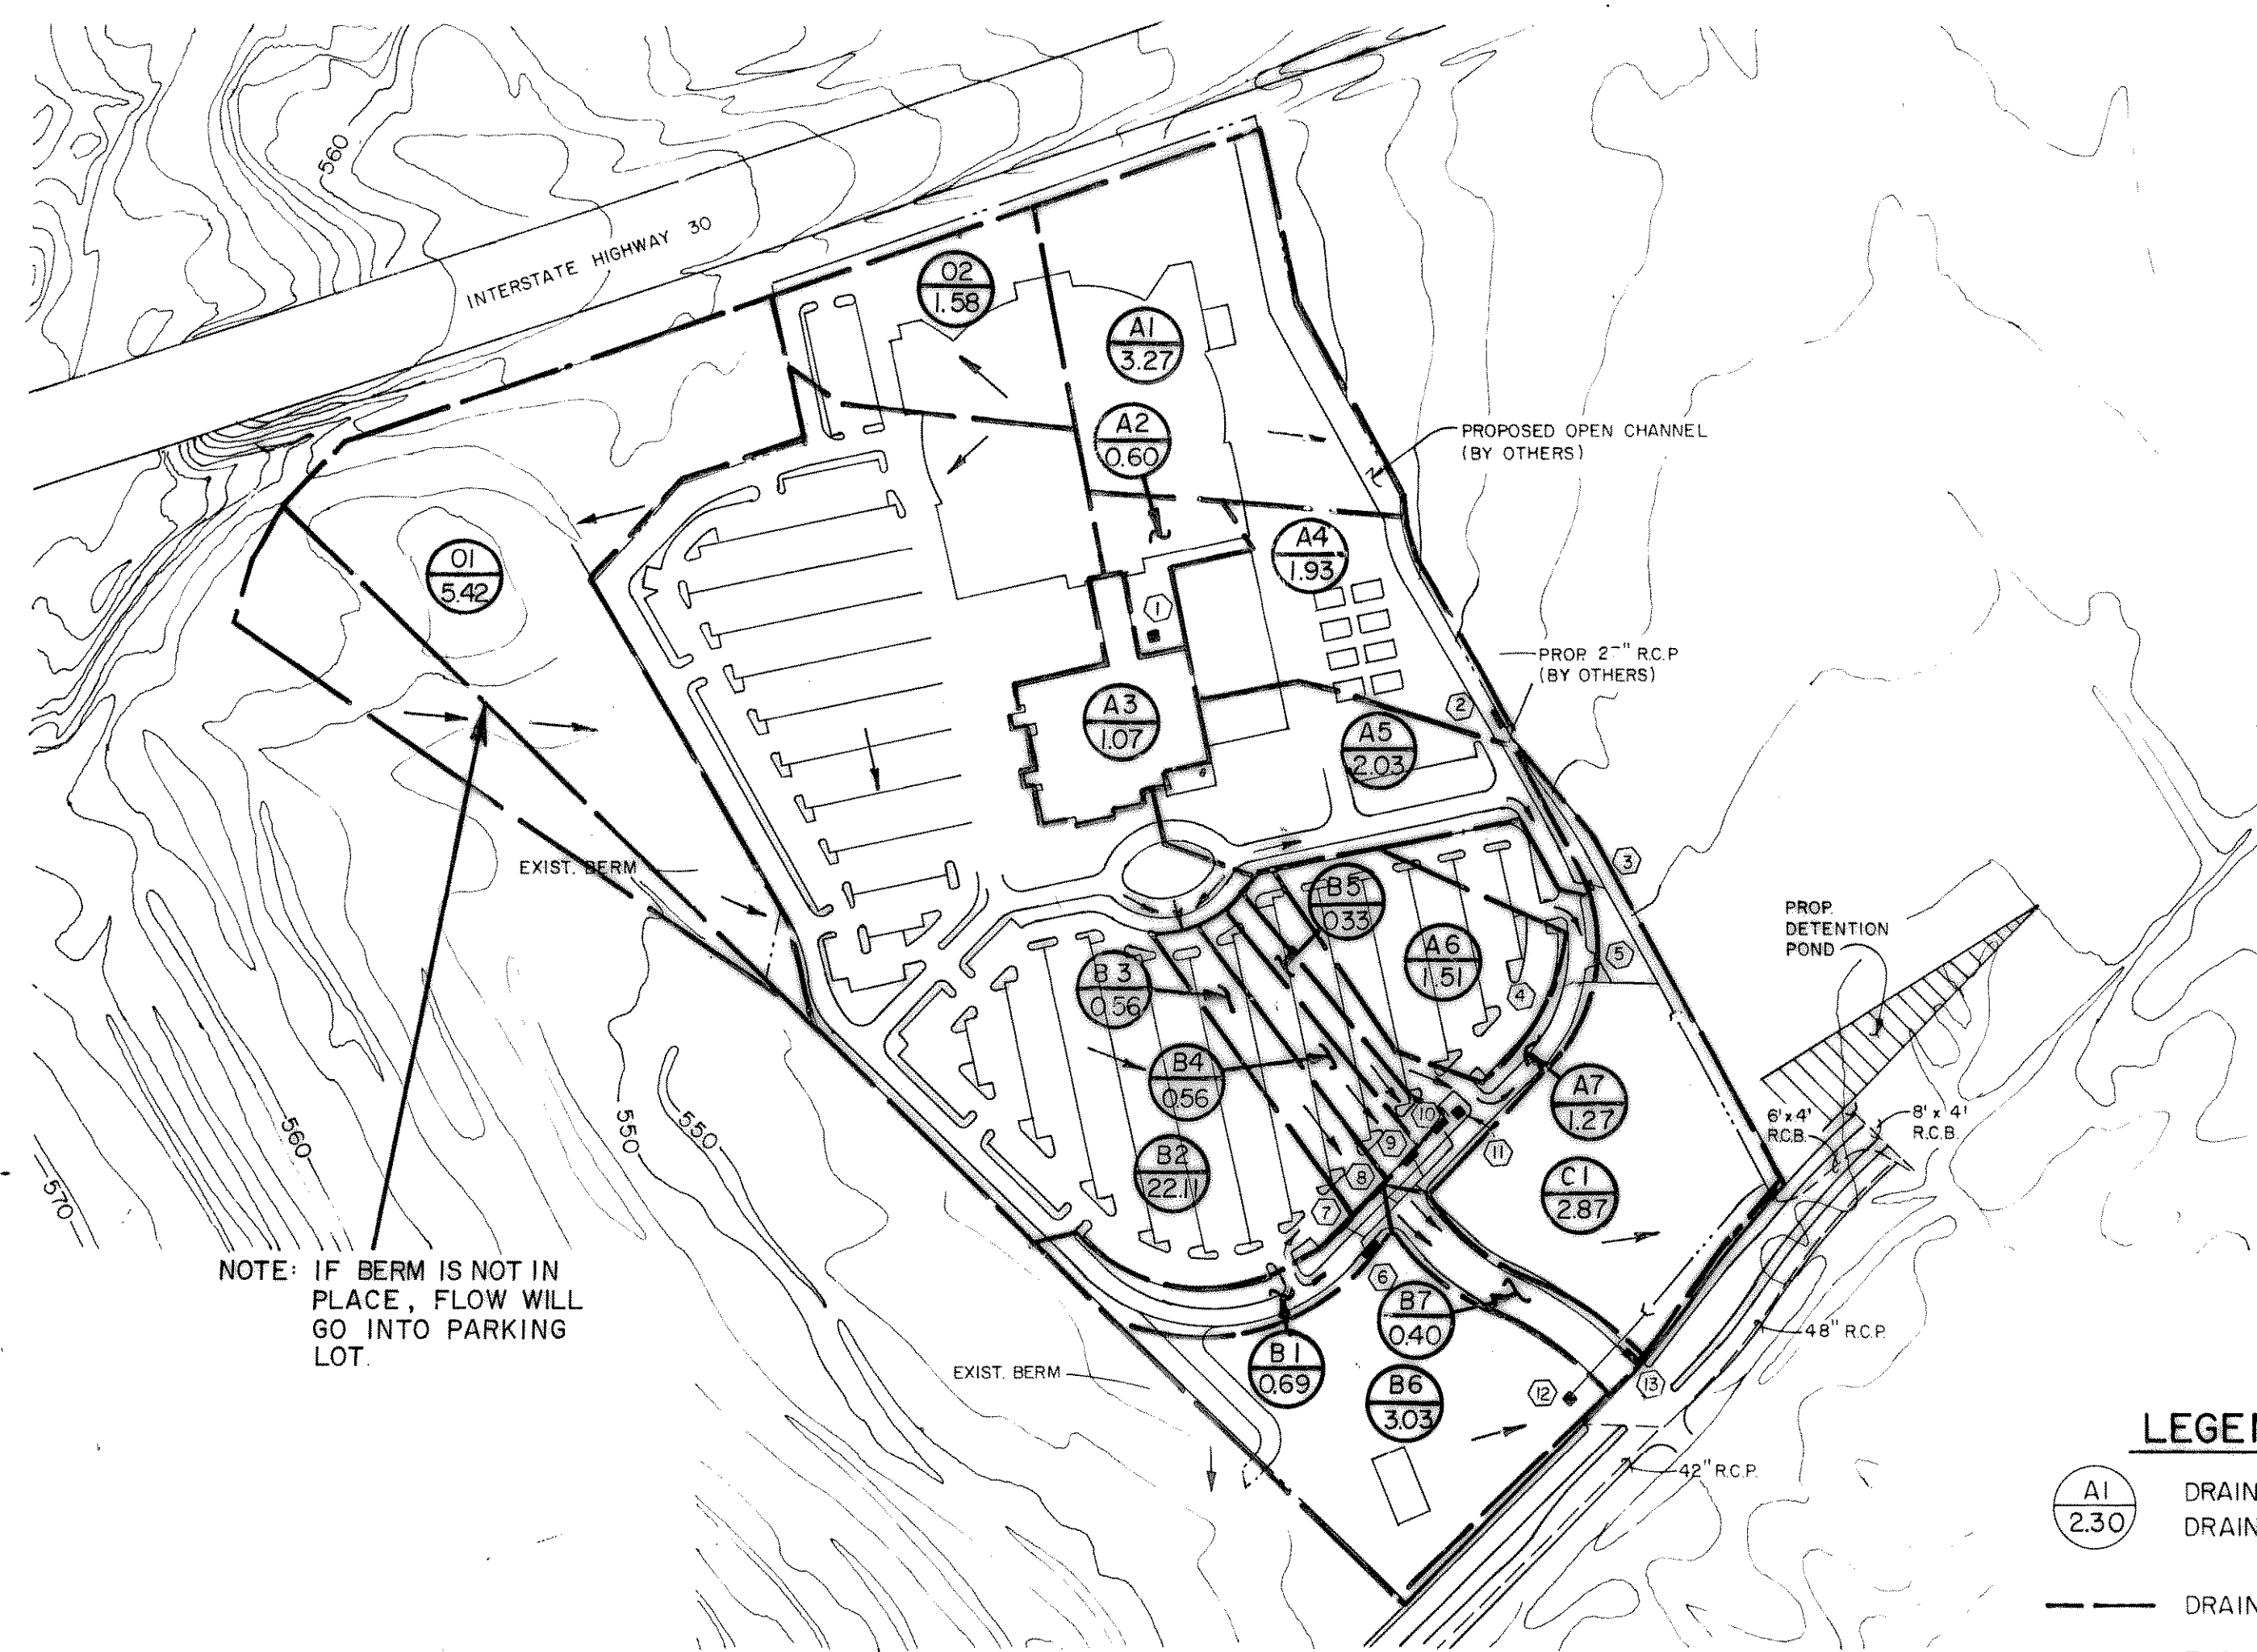 560
INTERSTATE HIGHWAY 30
O2
1.58
A1
3.27
A2
0.60
PROPOSED OPEN CHANNEL
(BY OTHERS)
O1
5.42
A4
1.93
1
PROP. 2-" R.C.P
(BY OTHERS)
2
A3
1.07
A5
2.03
3
EXIST. BERM
B5
0.33
PROP.
DETENTION
POND
A6
1.51
5
4
B3
0.56
B4
0.56
A7
1.27
6'x4'
R.C.B.
8'x4'
R.C.B.
10
9
11
8
B2
22.11
C1
2.87
7
560
550
550
570
6
NOTE: IF BERM IS NOT IN
PLACE, FLOW WILL
GO INTO PARKING
LOT.
B7
0.40
48" R.C.P.
B1
0.69
EXIST. BERM
B6
3.03
12
13
42" R.C.P.
LEGEN
A1
2.30
DRAIN
DRAIN
DRAIN